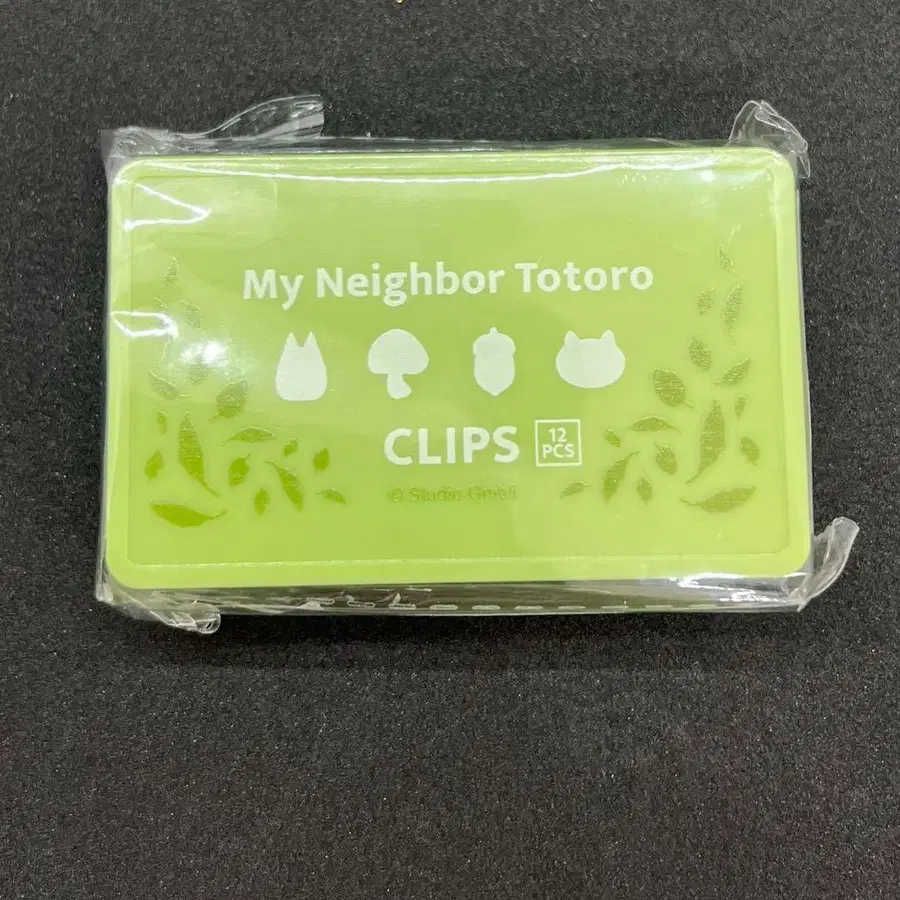 My Neighbor Totoro
CLIPS 12 PCS
© Studio Ghibli